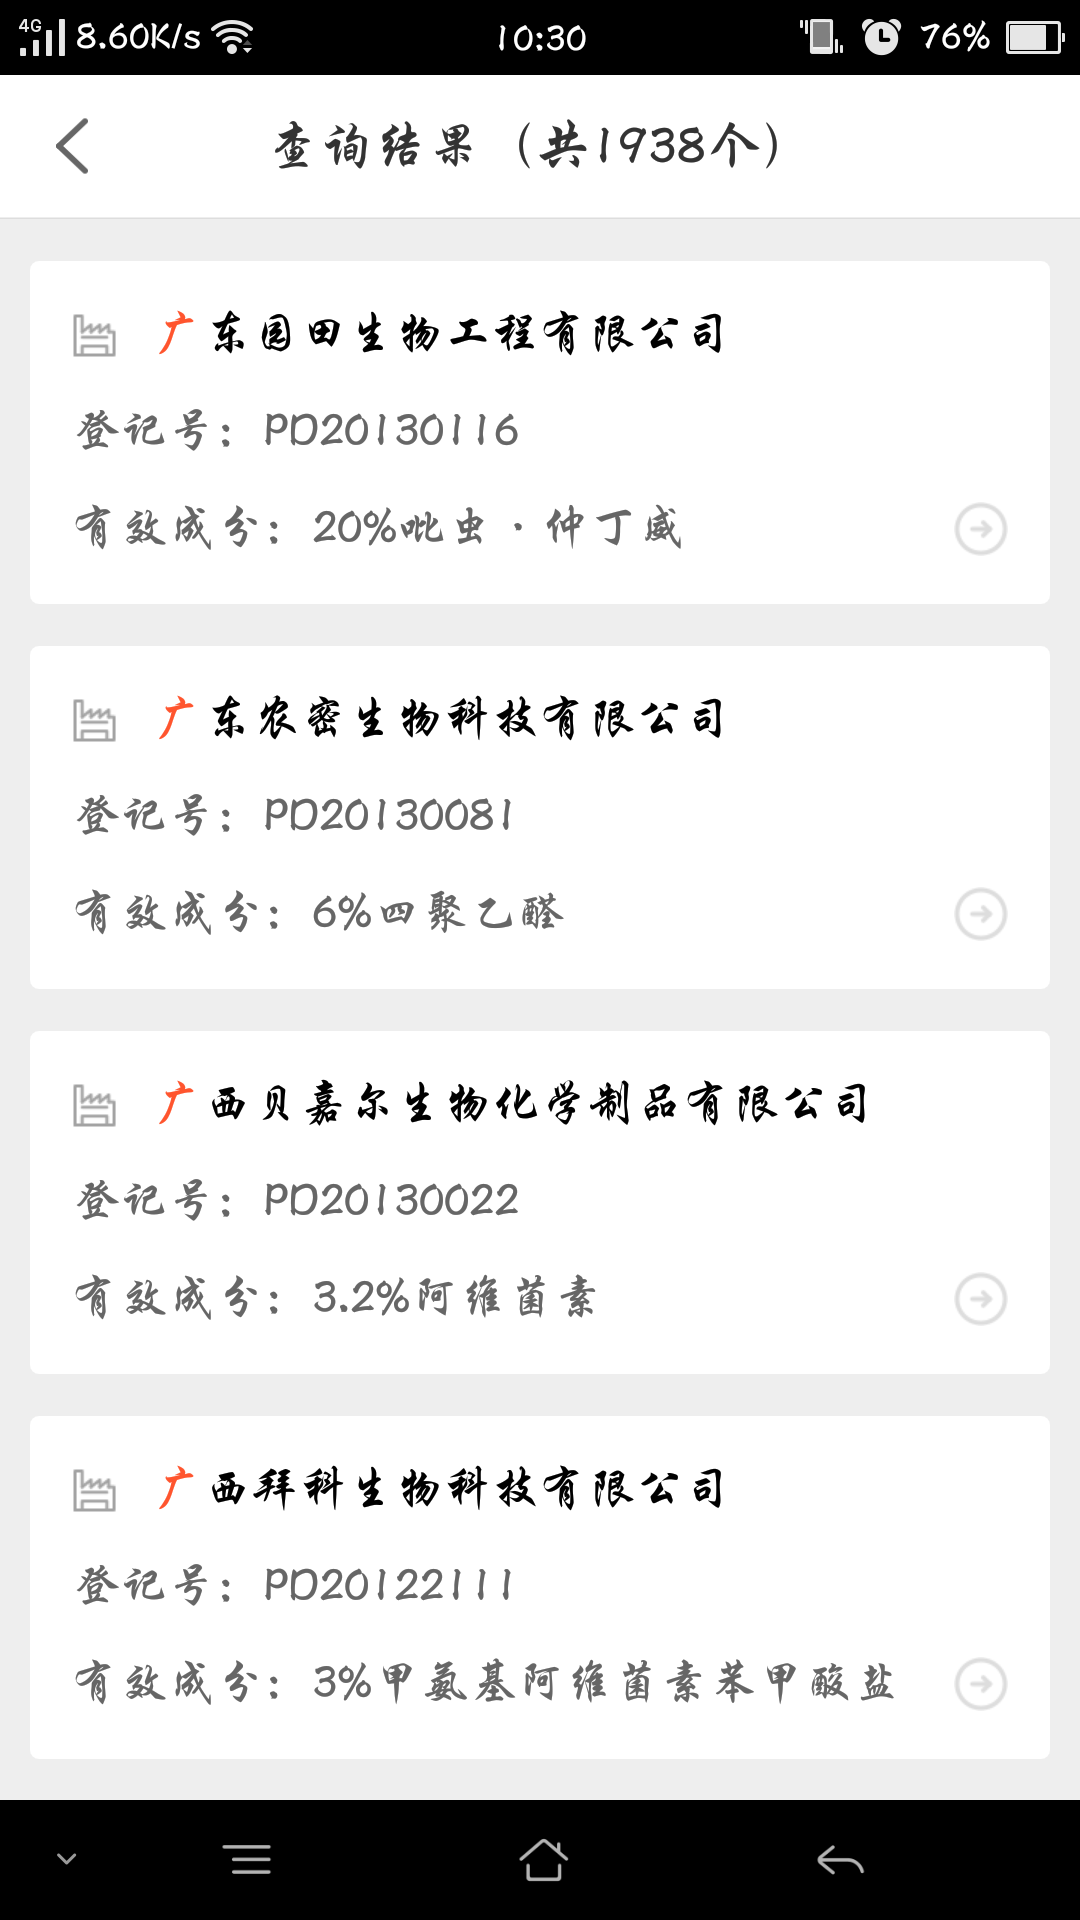 4G 8.60K/s 10:30 76%
查询结果（共1938个）
广东园田生物工程有限公司
登记号：PD20130116
有效成分：20%吡虫·仲丁威
广东农密生物科技有限公司
登记号：PD20130081
有效成分：6%四聚乙醛
广西贝嘉尔生物化学制品有限公司
登记号：PD20130022
有效成分：3.2%阿维菌素
广西拜科生物科技有限公司
登记号：PD20122111
有效成分：3%甲氨基阿维菌素苯甲酸盐